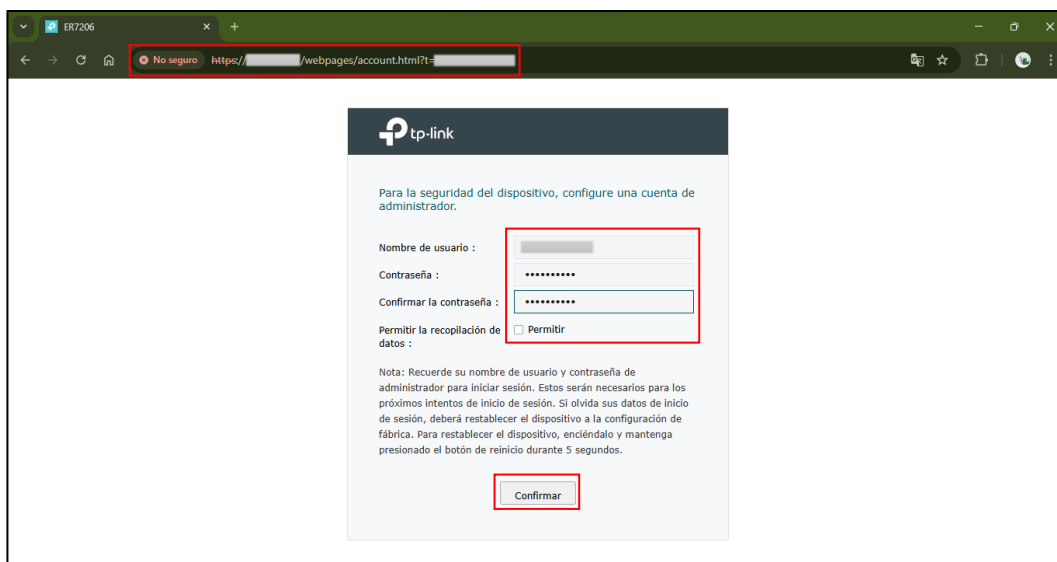 ER7206
No seguro https:// /webpages/account.html?t=
tp-link
Para la seguridad del dispositivo, configure una cuenta de
administrador.
Nombre de usuario :
Contraseña : ••••••••••
Confirmar la contraseña : ••••••••••
Permitir la recopilación de
datos :
Permitir
Nota: Recuerde su nombre de usuario y contraseña de
administrador para iniciar sesión. Estos serán necesarios para los
próximos intentos de inicio de sesión. Si olvida sus datos de inicio
de sesión, deberá restablecer el dispositivo a la configuración de
fábrica. Para restablecer el dispositivo, enciéndalo y mantenga
presionado el botón de reinicio durante 5 segundos.
Confirmar